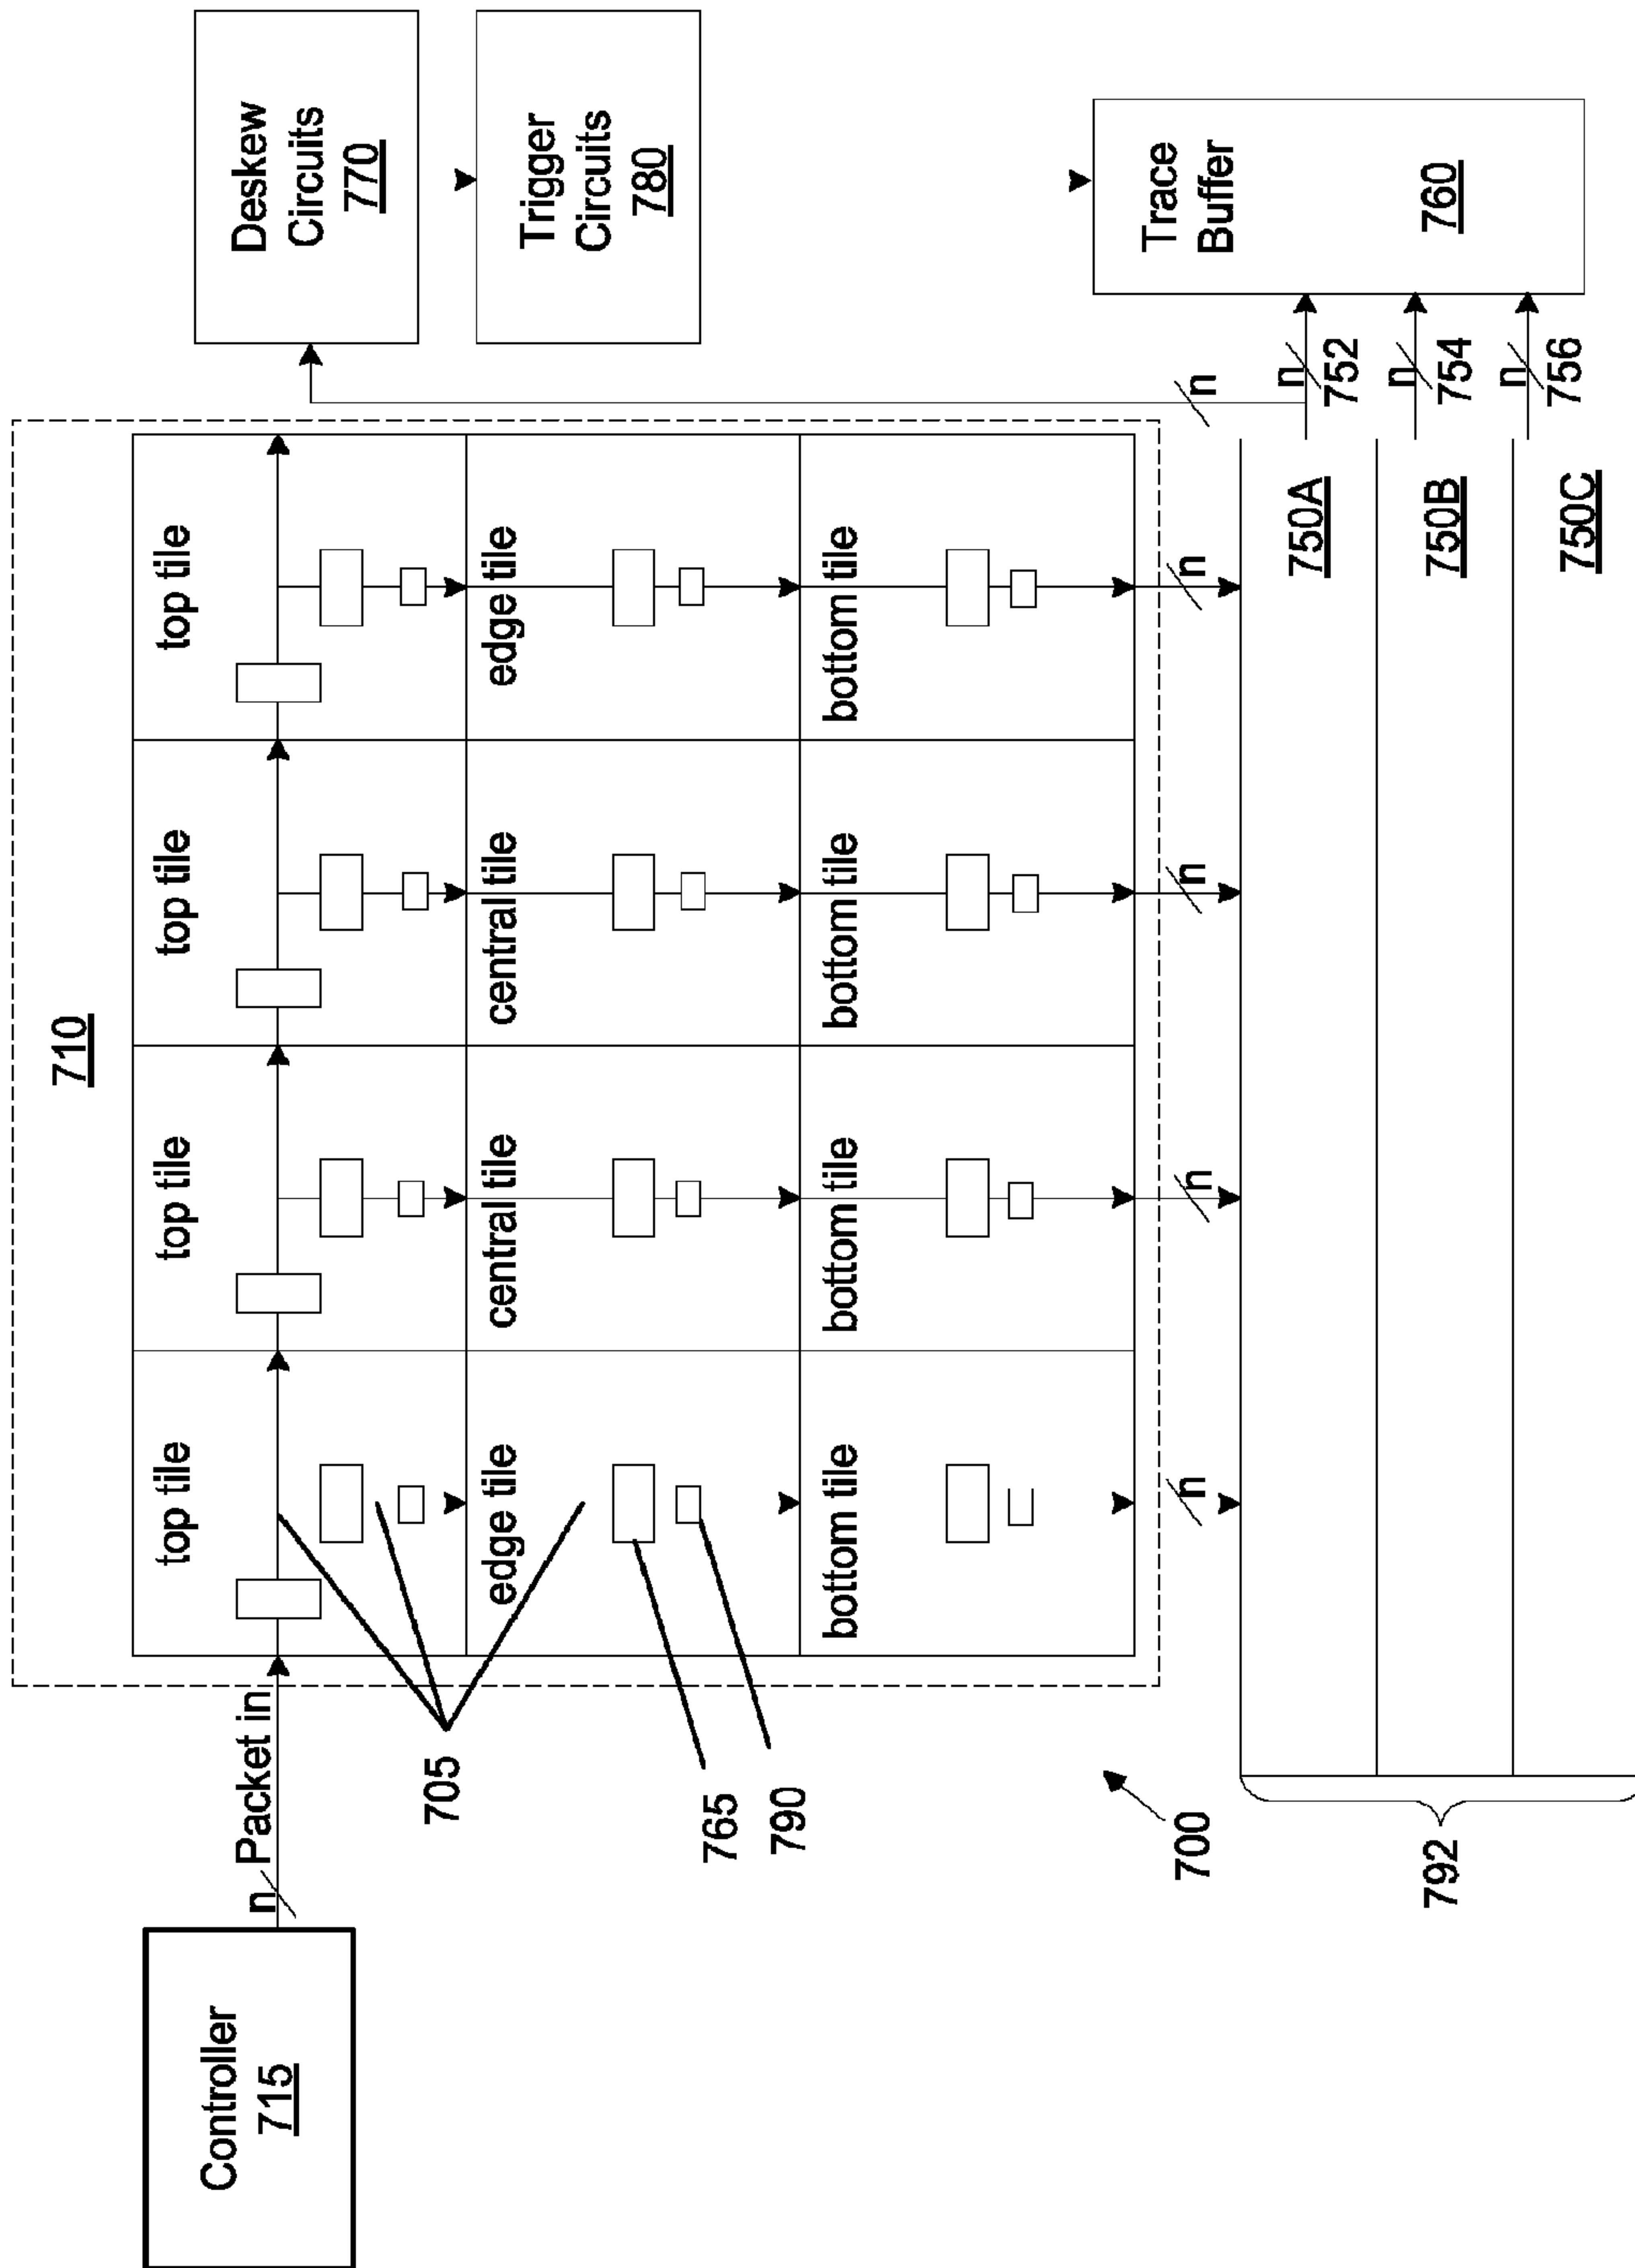 710
Controller
715
n
Packet in
top tile
top tile
top tile
top tile
Deskew
Circuits
770
705
edge tile
central tile
central tile
edge tile
Trigger
Circuits
780
765
790
bottom tile
bottom tile
bottom tile
bottom tile
700
n
n
n
n
n
Trace
Buffer
760
792
750A
n
752
750B
n
754
750C
n
756